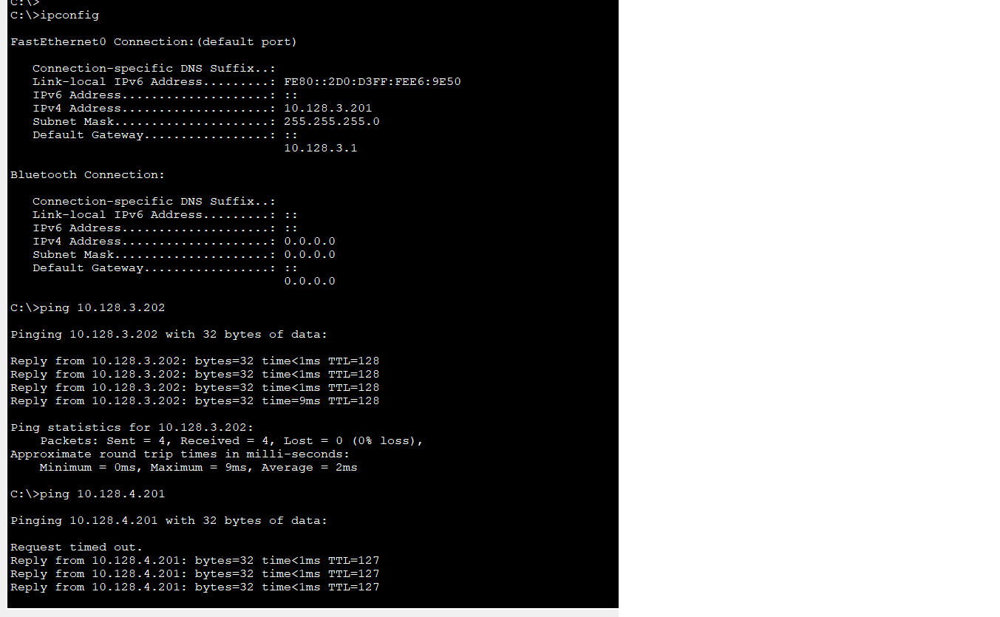 C:\>
C:\>ipconfig
FastEthernet0 Connection:(default port)
Connection-specific DNS Suffix..:
Link-local IPv6 Address.........: FE80::2D0:D3FF:FEE6:9E50
IPv6 Address....................: ::
IPv4 Address....................: 10.128.3.201
Subnet Mask.....................: 255.255.255.0
Default Gateway.................: ::
10.128.3.1
Bluetooth Connection:
Connection-specific DNS Suffix..:
Link-local IPv6 Address.........: ::
IPv6 Address....................: ::
IPv4 Address....................: 0.0.0.0
Subnet Mask.....................: 0.0.0.0
Default Gateway.................: ::
0.0.0.0
C:\>ping 10.128.3.202
Pinging 10.128.3.202 with 32 bytes of data:
Reply from 10.128.3.202: bytes=32 time<1ms TTL=128
Reply from 10.128.3.202: bytes=32 time<1ms TTL=128
Reply from 10.128.3.202: bytes=32 time<1ms TTL=128
Reply from 10.128.3.202: bytes=32 time=9ms TTL=128
Ping statistics for 10.128.3.202:
Packets: Sent = 4, Received = 4, Lost = 0 (0% loss),
Approximate round trip times in milli-seconds:
Minimum = 0ms, Maximum = 9ms, Average = 2ms
C:\>ping 10.128.4.201
Pinging 10.128.4.201 with 32 bytes of data:
Request timed out.
Reply from 10.128.4.201: bytes=32 time<1ms TTL=127
Reply from 10.128.4.201: bytes=32 time<1ms TTL=127
Reply from 10.128.4.201: bytes=32 time<1ms TTL=127